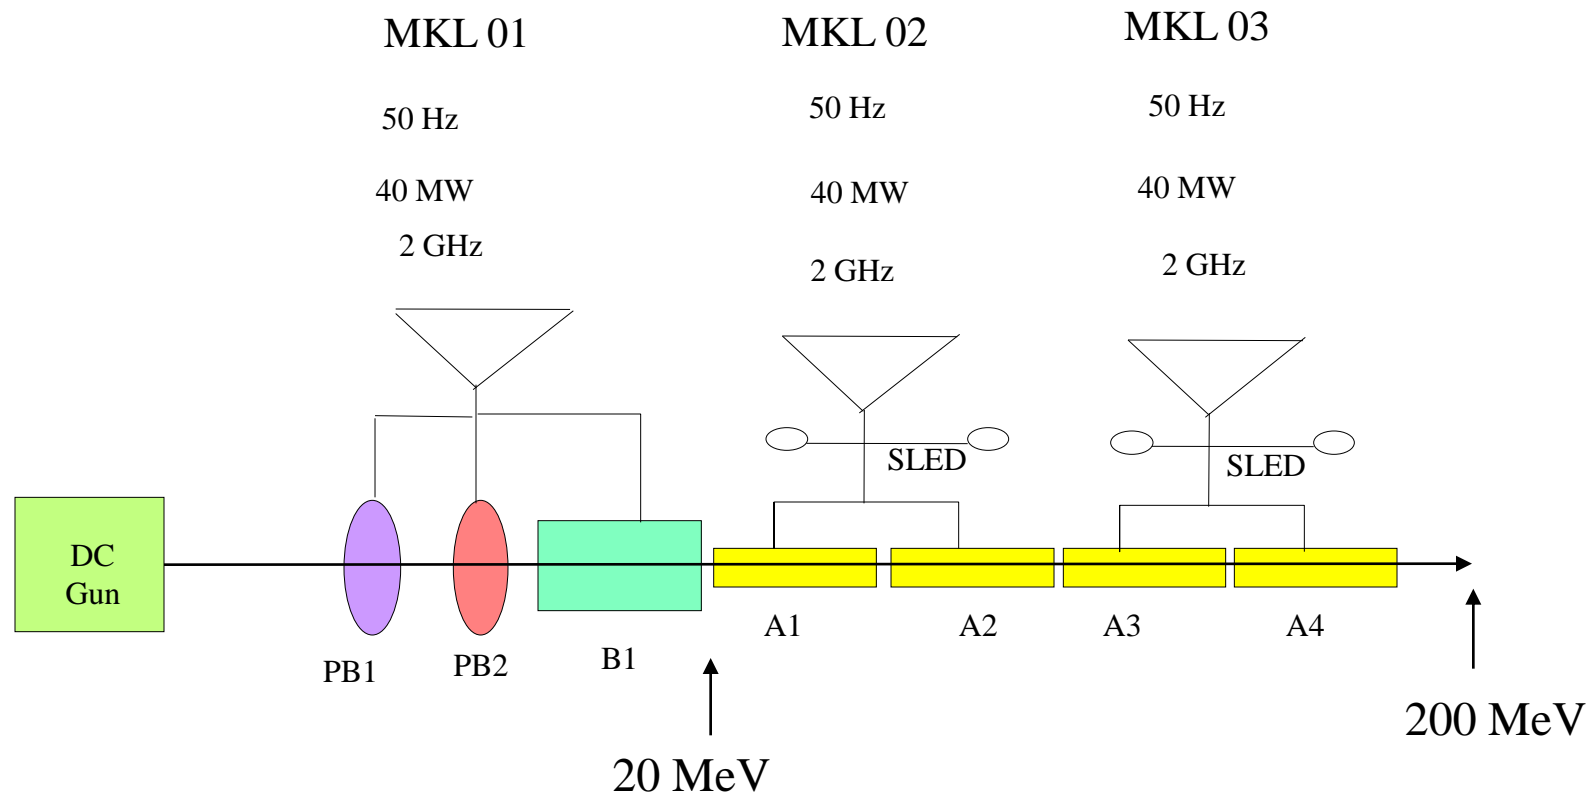 MKL 01
MKL 02
MKL 03
50 Hz
50 Hz
50 Hz
40 MW
40 MW
40 MW
2 GHz
2 GHz
2 GHz
SLED
SLED
DC
Gun
PB1
PB2
B1
A1
A2
A3
A4
20 MeV
200 MeV